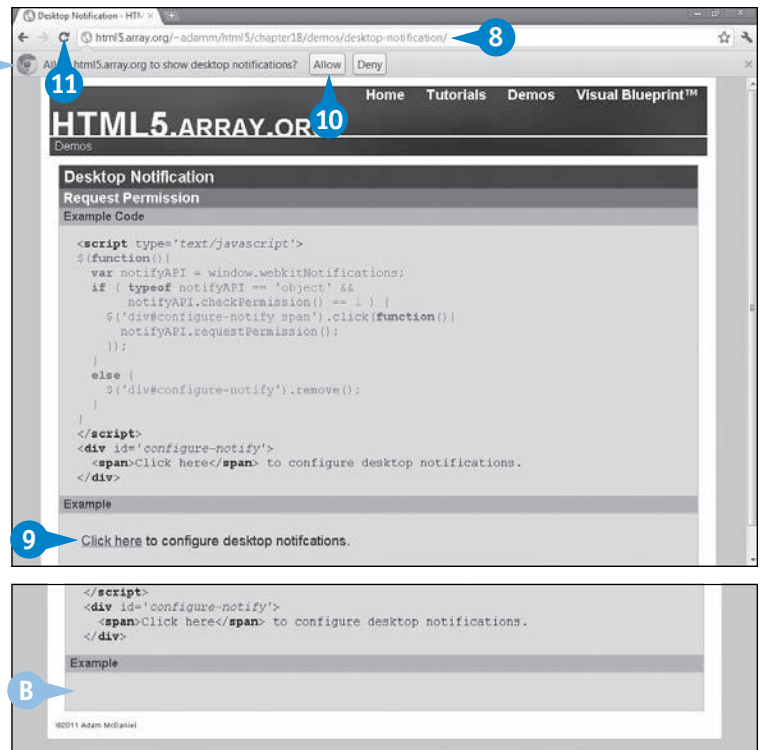 Desktop Notification - HTM
html5.array.org/~adamm/html5/chapter18/demos/desktop-notification/
8
html5.array.org to show desktop notifications? Allow Deny
11
10
Home Tutorials Demos Visual Blueprint™
HTML5.ARRAY.OR
Demos
Desktop Notification
Request Permission
Example Code
<script type='text/javascript'>
$(function(){
var notifyAPI = window.webkitNotifications;
if ( typeof notifyAPI == 'object' &&
notifyAPI.checkPermission() == 1 ) {
$('div#configure-notify span').click(function(){
notifyAPI.requestPermission();
});
}
else {
$('div#configure-notify').remove();
}
}
</script>
<div id='configure-notify'>
<span>Click here</span> to configure desktop notifications.
</div>
Example
9
Click here to configure desktop notifcations.
</script>
<div id='configure-notify'>
<span>Click here</span> to configure desktop notifications.
</div>
Example
B
©2011 Adam McDaniel